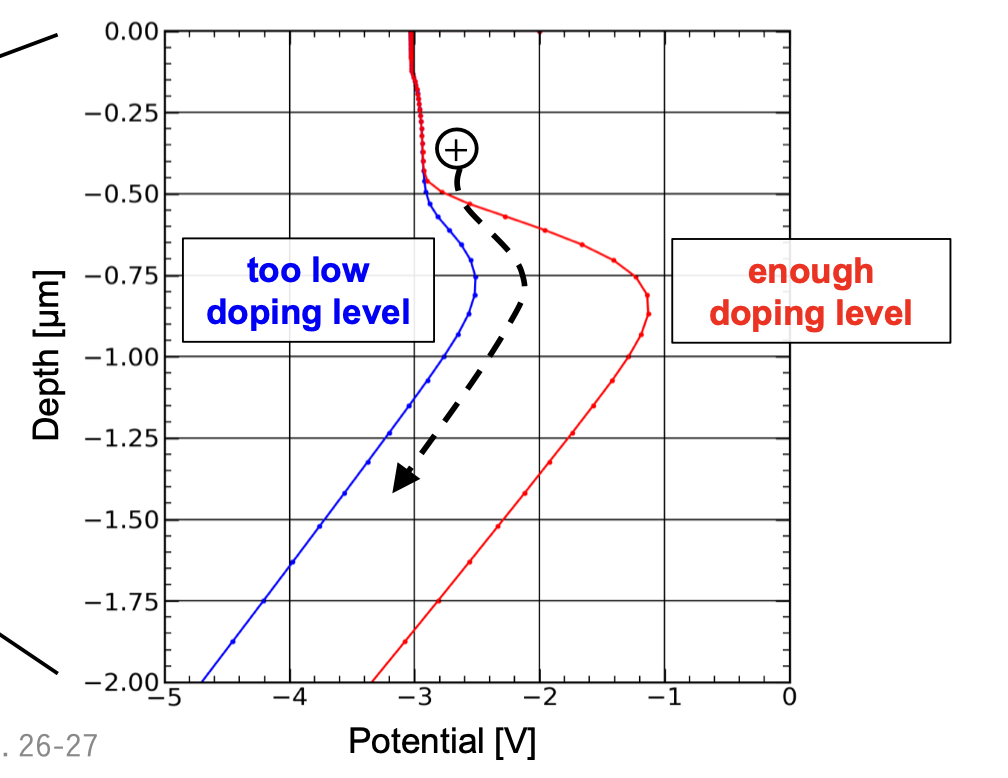 0.00
−0.25
−0.50
−0.75
−1.00
−1.25
−1.50
−1.75
−2.00
Depth [μm]
+
too low
doping level
enough
doping level
−5 −4 −3 −2 −1 0
Potential [V]
. 26-27